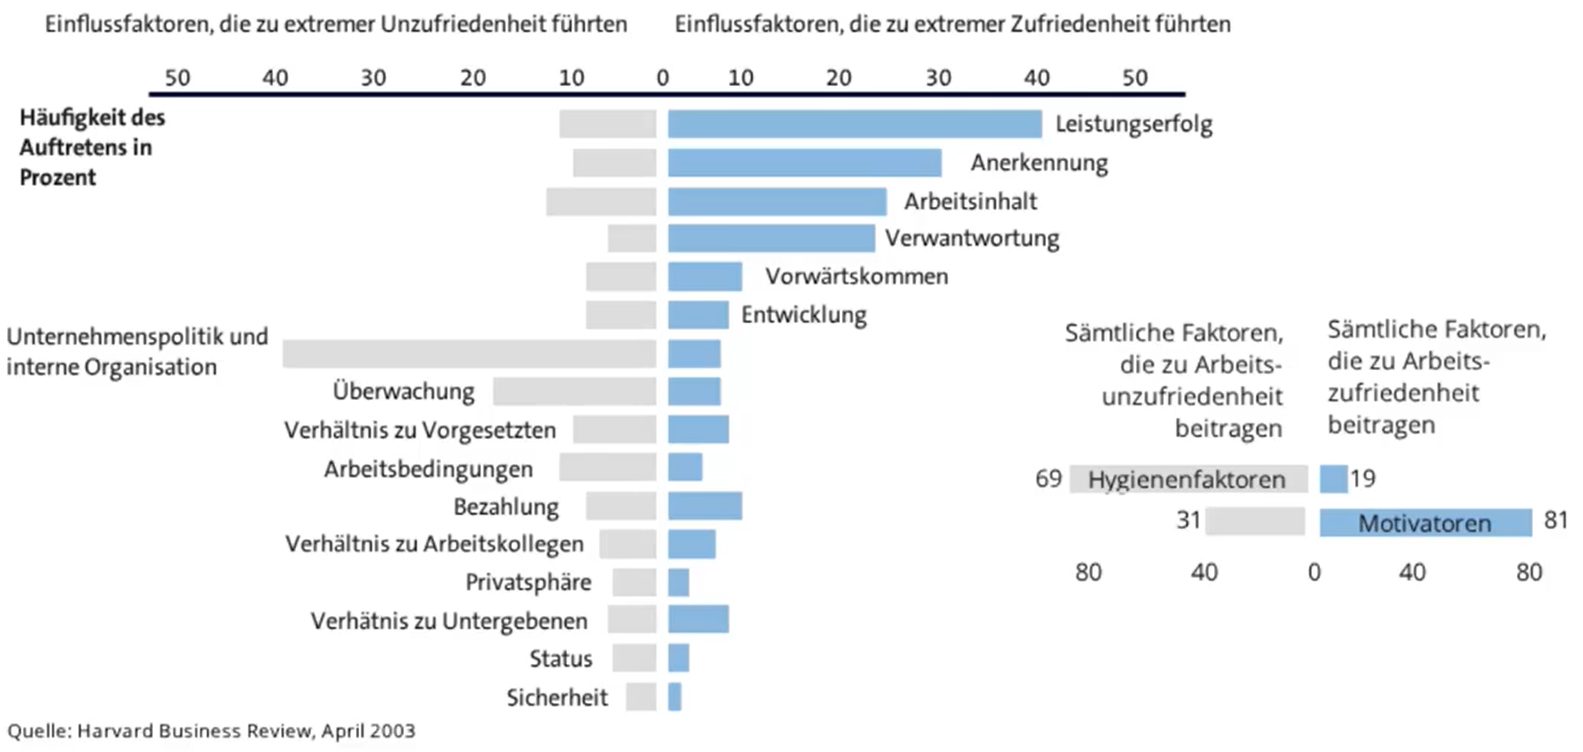 Einflussfaktoren, die zu extremer Unzufriedenheit führten
Einflussfaktoren, die zu extremer Zufriedenheit führten
50 40 30 20 10 0 10 20 30 40 50
Häufigkeit des
Auftretens in
Prozent
Leistungserfolg
Anerkennung
Arbeitsinhalt
Verwantwortung
Vorwärtskommen
Entwicklung
Unternehmenspolitik und
interne Organisation
Überwachung
Verhältnis zu Vorgesetzten
Arbeitsbedingungen
Bezahlung
Verhältnis zu Arbeitskollegen
Privatsphäre
Verhätnis zu Untergebenen
Status
Sicherheit
Sämtliche Faktoren,
die zu Arbeits-
unzufriedenheit
beitragen
Sämtliche Faktoren,
die zu Arbeits-
zufriedenheit
beitragen
69 Hygienenfaktoren 19
31 Motivatoren 81
80 40 0 40 80
Quelle: Harvard Business Review, April 2003